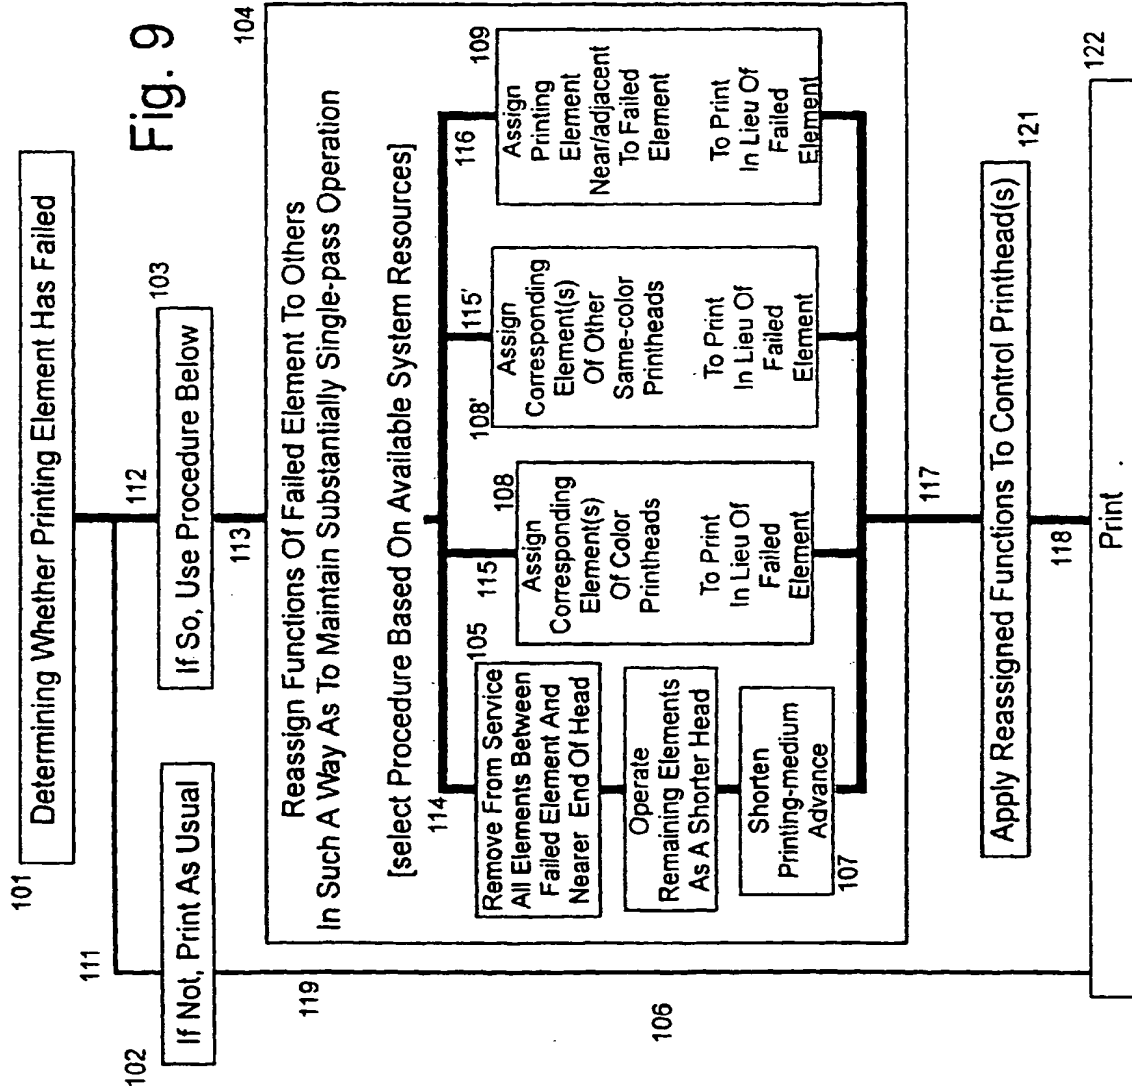 Fig. 9
101
Determining Whether Printing Element Has Failed
111
112
102
If Not, Print As Usual
103
If So, Use Procedure Below
113
119
104
Reassign Functions Of Failed Element To Others
In Such A Way As To Maintain Substantially Single-pass Operation
[select Procedure Based On Available System Resources]
114
105
Remove From Service
All Elements Between
Failed Element And
Nearer End Of Head
106
Operate
Remaining Elements
As A Shorter Head
107
Shorten
Printing-medium
Advance
115
108
Assign
Corresponding
Element(s)
Of Color
Printheads
To Print
In Lieu Of
Failed
Element
108'
115'
Assign
Corresponding
Element(s)
Of Other
Same-color
Printheads
To Print
In Lieu Of
Failed
Element
116
109
Assign
Printing
Element
Near/adjacent
To Failed
Element
To Print
In Lieu Of
Failed
Element
117
Apply Reassigned Functions To Control Printhead(s)
121
118
Print
122